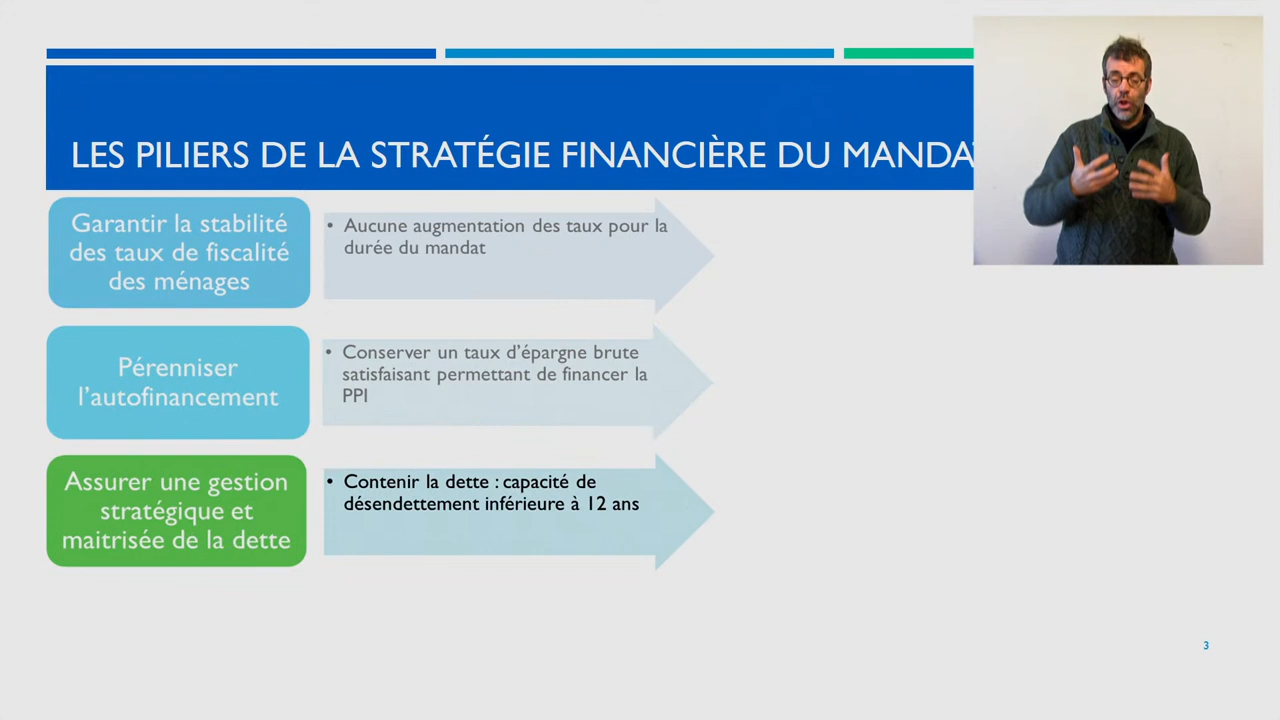 LES PILIERS DE LA STRATÉGIE FINANCIÈRE DU MANDA
Garantir la stabilité
des taux de fiscalité
des ménages
• Aucune augmentation des taux pour la
durée du mandat
Pérenniser
l'autofinancement
• Conserver un taux d'épargne brute
satisfaisant permettant de financer la
PPI
Assurer une gestion
stratégique et
maitrisée de la dette
• Contenir la dette : capacité de
désendettement inférieure à 12 ans
3